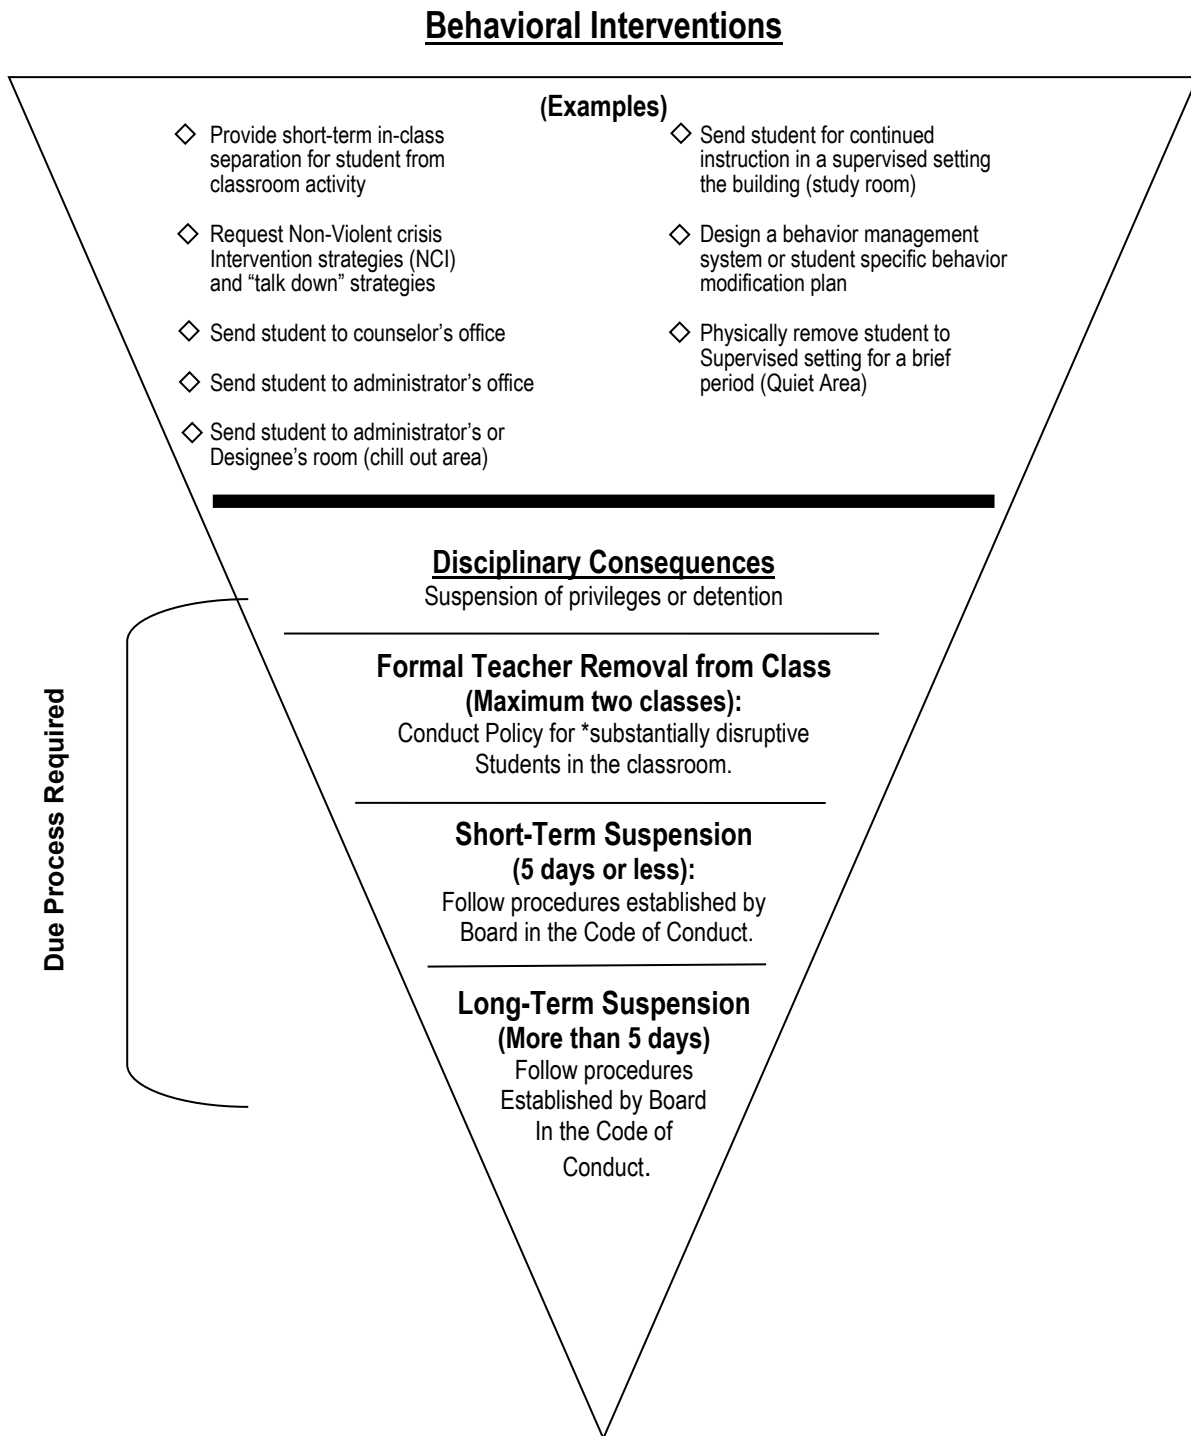 Behavioral Interventions
(Examples)
Provide short-term in-class
separation for student from
classroom activity
Request Non-Violent crisis
Intervention strategies (NCI)
and “talk down” strategies
Send student to counselor’s office
Send student to administrator’s office
Send student to administrator’s or
Designee’s room (chill out area)
Send student for continued
instruction in a supervised setting
the building (study room)
Design a behavior management
system or student specific behavior
modification plan
Physically remove student to
Supervised setting for a brief
period (Quiet Area)
Disciplinary Consequences
Suspension of privileges or detention
Formal Teacher Removal from Class
(Maximum two classes):
Conduct Policy for *substantially disruptive
Students in the classroom.
Short-Term Suspension
(5 days or less):
Follow procedures established by
Board in the Code of Conduct.
Long-Term Suspension
(More than 5 days)
Follow procedures
Established by Board
In the Code of
Conduct.
Due Process Required